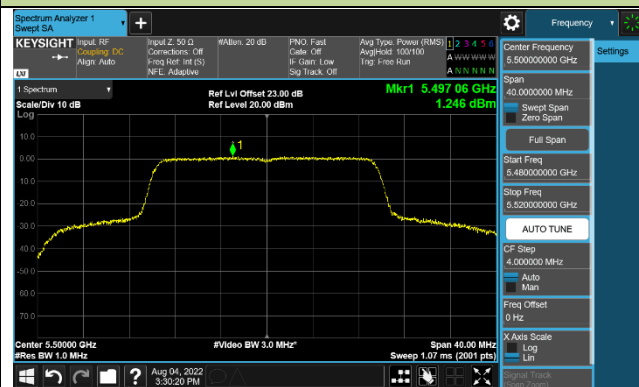 Spectrum Analyzer 1
Swept SA
Frequency
KEYSIGHT
Input: RF
Coupling: DC
Align: Auto
Input Z: 50 Ω
Corrections: Off
Freq Ref: Int (S)
NFE: Adaptive
#Atten: 20 dB
PNO: Fast
Gate: Off
IF Gain: Low
Sig Track: Off
Avg Type: Power (RMS)
Avg|Hold: 100/100
Trig: Free Run
1 2 3 4 5 6
A W W W W W
A N N N N N
LXI
1 Spectrum
Scale/Div 10 dB
Log
Ref Lvl Offset 23.00 dB
Ref Level 20.00 dBm
Mkr1 5.497 06 GHz
1.246 dBm
1
10.0
0.00
-10.0
-20.0
-30.0
-40.0
-50.0
-60.0
-70.0
Center 5.50000 GHz
#Res BW 1.0 MHz
#Video BW 3.0 MHz*
Span 40.00 MHz
Sweep 1.07 ms (2001 pts)
Aug 04, 2022
3:30:20 PM
?
Center Frequency
5.500000000 GHz
Settings
Span
40.0000000 MHz
Swept Span
Zero Span
Full Span
Start Freq
5.480000000 GHz
Stop Freq
5.520000000 GHz
AUTO TUNE
CF Step
4.000000 MHz
Auto
Man
Freq Offset
0 Hz
X Axis Scale
Log
Lin
Signal Track
(Span Zoom)